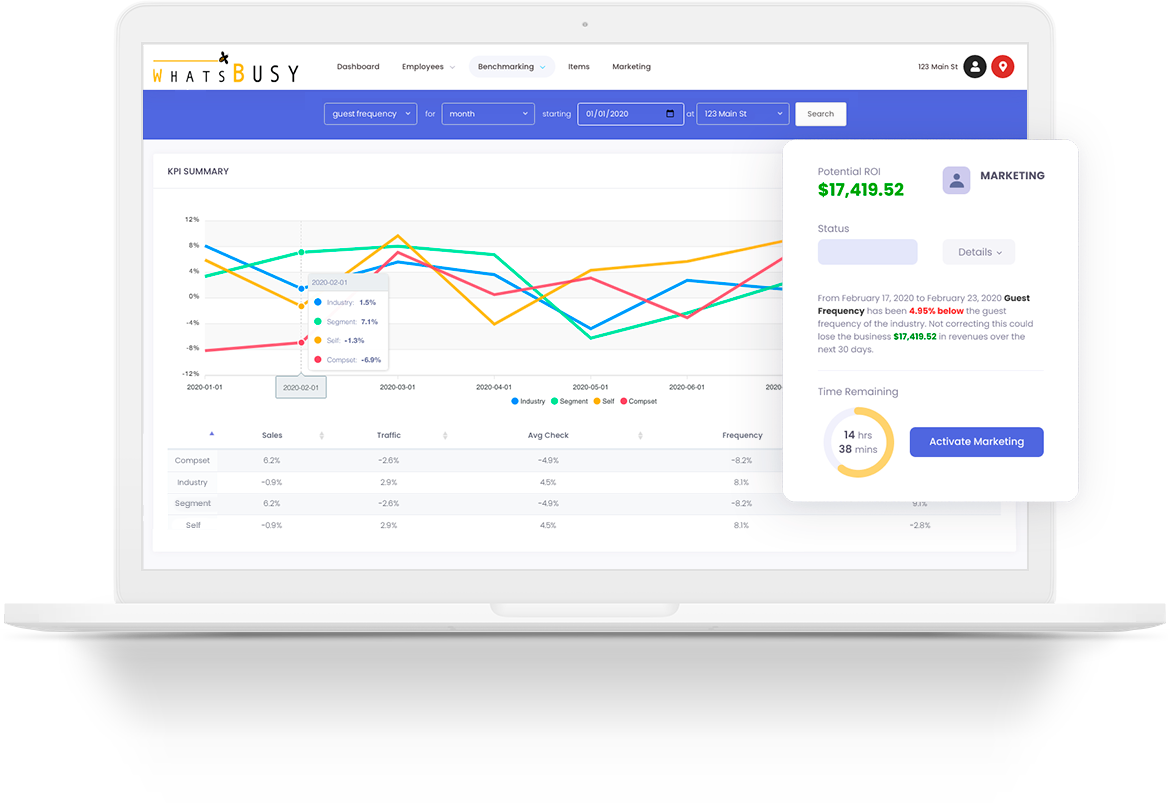 WHATSBUSY
Dashboard Employees Benchmarking Items Marketing
123 Main St
guest frequency for month starting 01/01/2020 at 123 Main St Search
KPI SUMMARY
12%
8%
4%
0%
-4%
-8%
-12%
2020-02-01
Industry: 1.5%
Segment: 7.1%
Self: -1.3%
Compset: -6.9%
2020-01-01 2020-02-01 2020-03-01 2020-04-01 2020-05-01 2020-06-01 2020-
Industry Segment Self Compset
Sales Traffic Avg Check Frequency
Compset 6.2% -2.6% -4.9% -8.2%
Industry -0.9% 2.9% 4.5% 8.1%
Segment 6.2% -2.6% -4.9% -8.2% 9.1%
Self -0.9% 2.9% 4.5% 8.1% -2.8%
Potential ROI
$17,419.52
MARKETING
Status
Details
From February 17, 2020 to February 23, 2020 Guest
Frequency has been 4.95% below the guest
frequency of the industry. Not correcting this could
lose the business $17,419.52 in revenues over the
next 30 days.
Time Remaining
14 hrs
38 mins
Activate Marketing